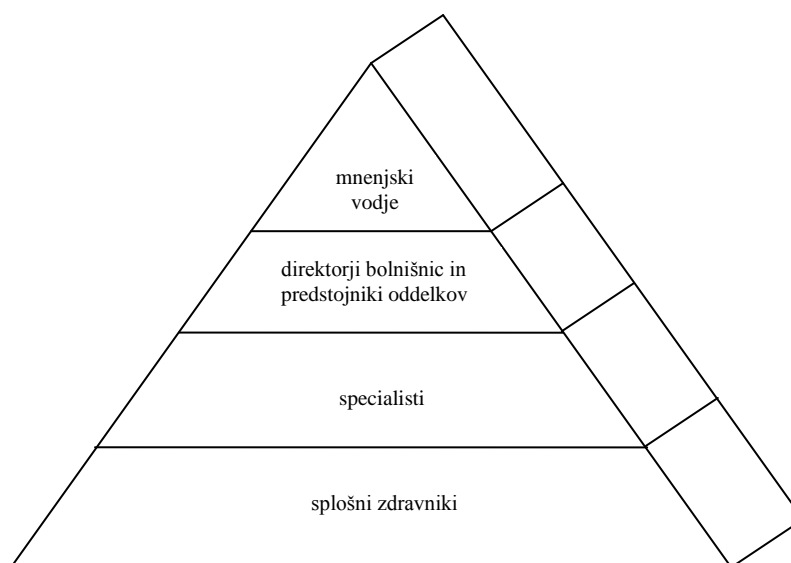 mnenjski
vodje
direktorji bolnišnic in
predstojniki oddelkov
specialisti
splošni zdravniki